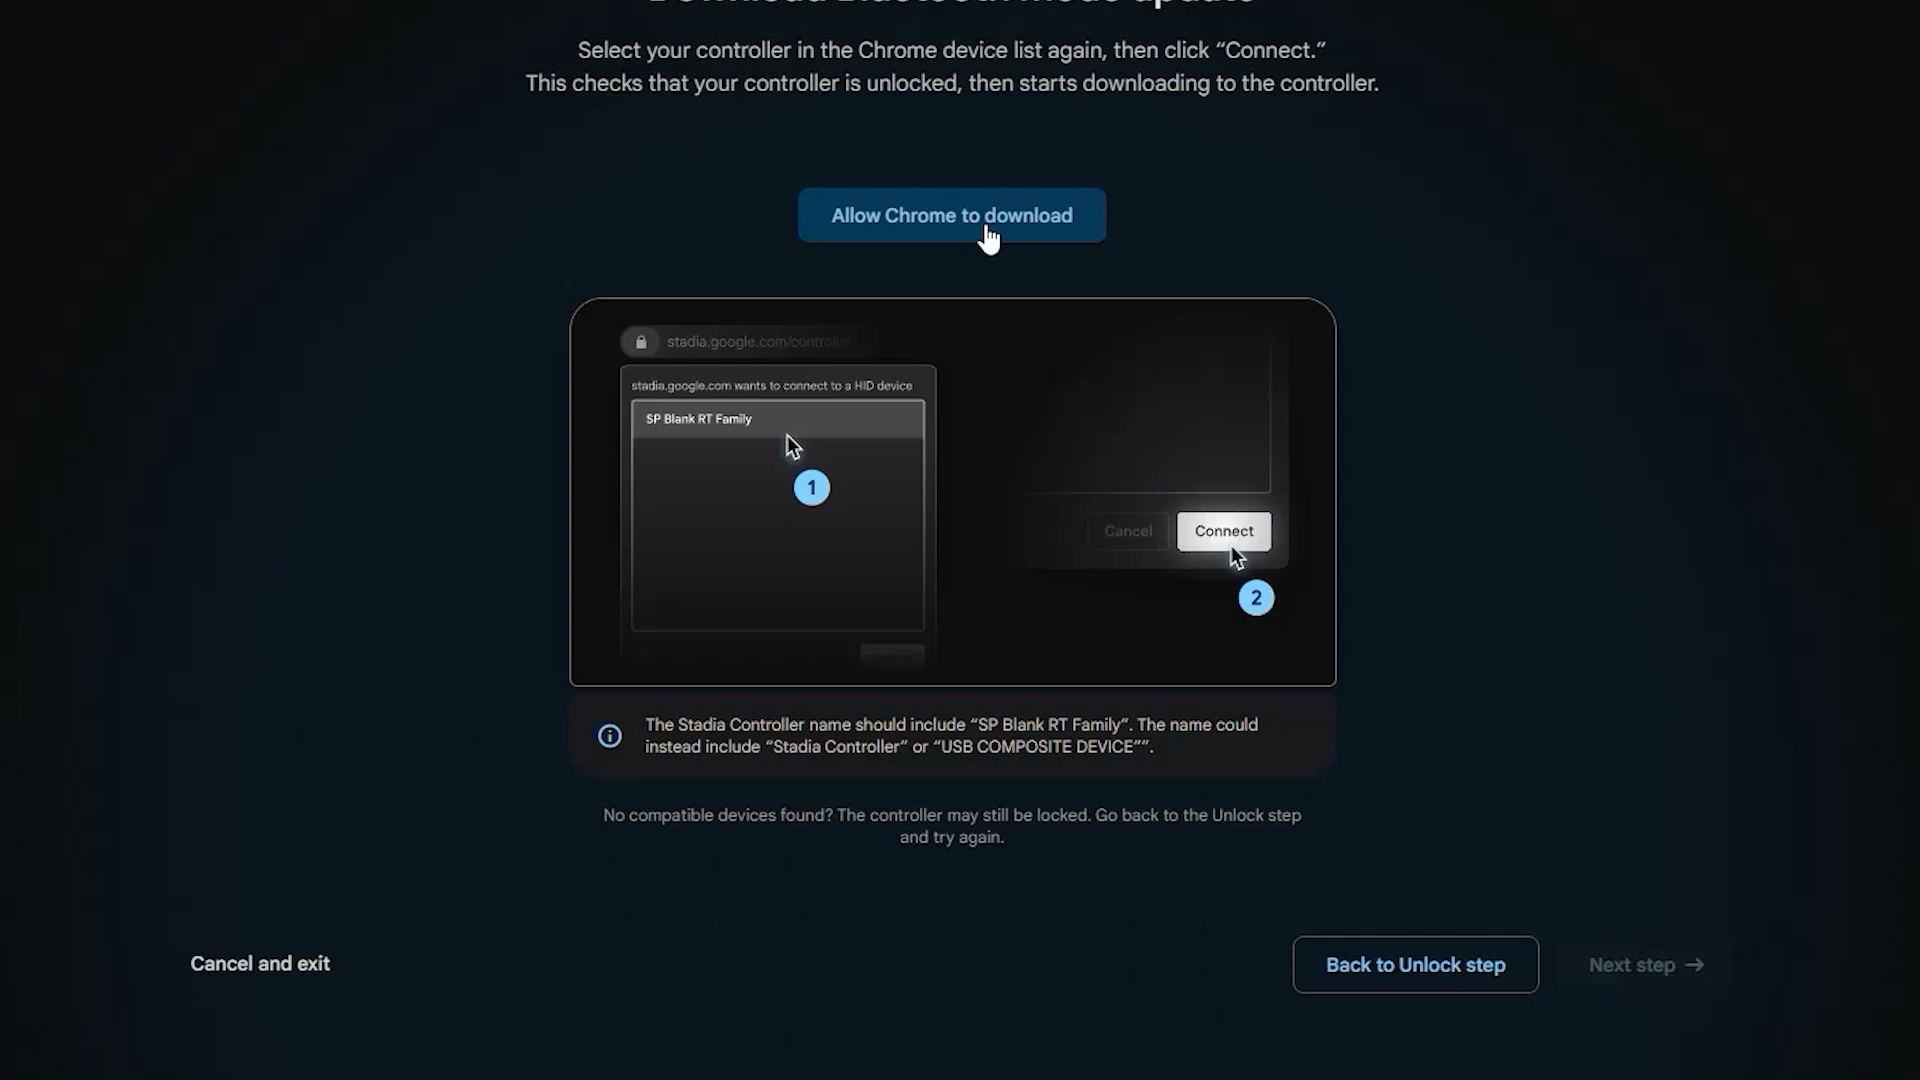 Download Bluetooth mode update
Select your controller in the Chrome device list again, then click “Connect.”
This checks that your controller is unlocked, then starts downloading to the controller.
Allow Chrome to download
stadia.google.com/controller
stadia.google.com wants to connect to a HID device
SP Blank RT Family
1
Cancel
Connect
2
The Stadia Controller name should include “SP Blank RT Family”. The name could
instead include “Stadia Controller” or “USB COMPOSITE DEVICE"”.
No compatible devices found? The controller may still be locked. Go back to the Unlock step
and try again.
Cancel and exit
Back to Unlock step
Next step →